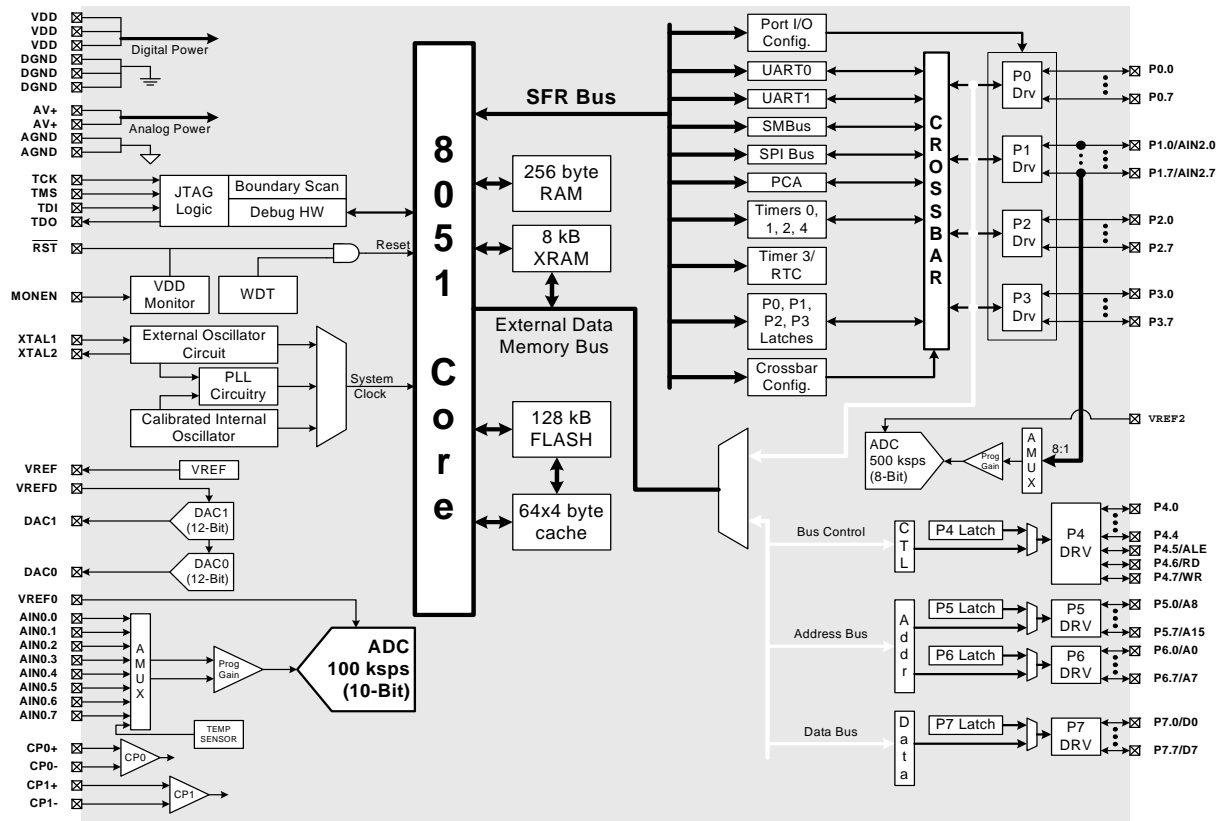 VDD
VDD
VDD
Digital Power
DGND
DGND
DGND
AV+
AV+
Analog Power
AGND
AGND
TCK
TMS
TDI
TDO
JTAG
Logic
Boundary Scan
Debug HW
RST
Reset
MONEN
VDD
Monitor
WDT
XTAL1
XTAL2
External Oscillator
Circuit
PLL
Circuitry
Calibrated Internal
Oscillator
System
Clock
VREF
VREF
VREFD
DAC1
DAC1
(12-Bit)
DAC0
DAC0
(12-Bit)
VREF0
AIN0.0
AIN0.1
AIN0.2
AIN0.3
AIN0.4
AIN0.5
AIN0.6
AIN0.7
AMUX
Prog
Gain
ADC
100 ksps
(10-Bit)
TEMP
SENSOR
CP0+
CP0-
CP0
CP1+
CP1-
CP1
8051 Core
SFR Bus
256 byte
RAM
8 kB
XRAM
External Data
Memory Bus
128 kB
FLASH
64x4 byte
cache
Port I/O
Config.
UART0
UART1
SMBus
SPI Bus
PCA
Timers 0,
1, 2, 4
Timer 3/
RTC
P0, P1,
P2, P3
Latches
Crossbar
Config.
CROSSBAR
P0
Drv
P1
Drv
P2
Drv
P3
Drv
P0.0
P0.7
P1.0/AIN2.0
P1.7/AIN2.7
P2.0
P2.7
P3.0
P3.7
VREF2
ADC
500 ksps
(8-Bit)
Prog
Gain
AMUX
8:1
Bus Control
CTL
P4 Latch
P4
DRV
P4.0
P4.4
P4.5/ALE
P4.6/RD
P4.7/WR
Address Bus
Addr
P5 Latch
P5
DRV
P5.0/A8
P5.7/A15
P6 Latch
P6
DRV
P6.0/A0
P6.7/A7
Data Bus
Data
P7 Latch
P7
DRV
P7.0/D0
P7.7/D7